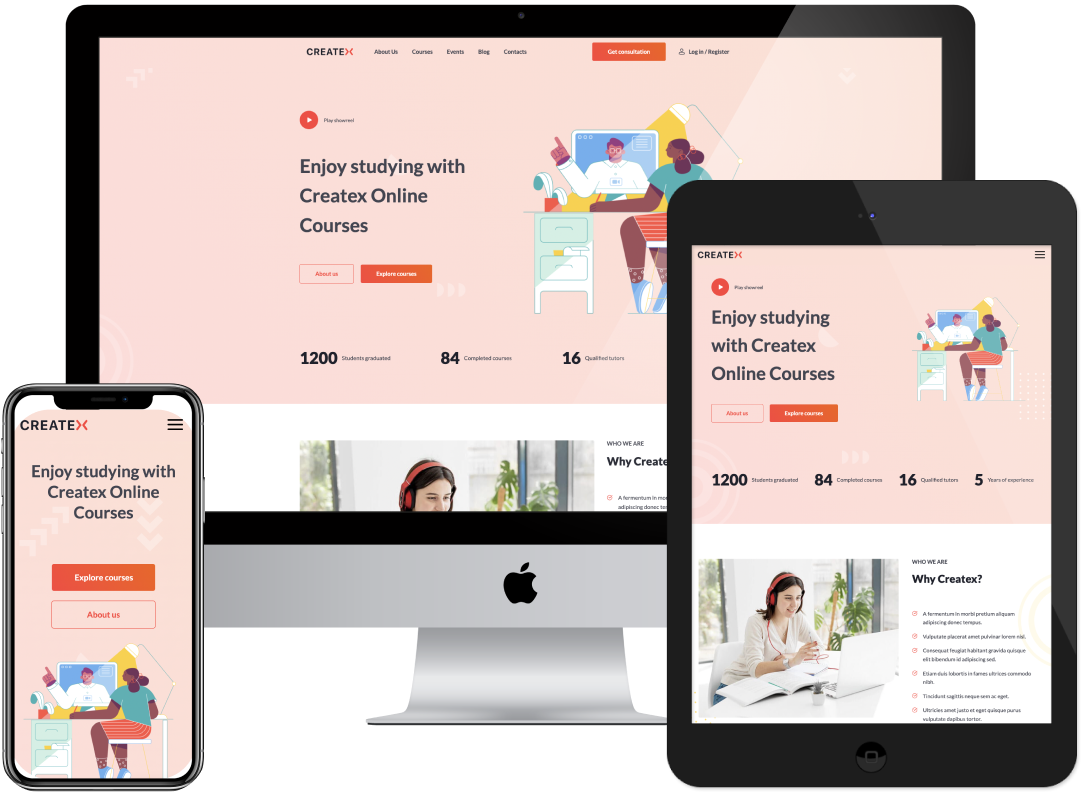 CREATEX
About Us
Courses
Events
Blog
Contacts
Get consultation
Log in / Register
Play showreel
Enjoy studying with
Createx Online
Courses
About us
Explore courses
1200 Students graduated
84 Completed courses
16 Qualified tutors
WHO WE ARE
Why Create
A fermentum in mor
adipiscing donec te
CREATEX
Enjoy studying with
Createx Online
Courses
Explore courses
About us
CREATEX
Play showreel
Enjoy studying
with Createx
Online Courses
About us
Explore courses
1200 Students graduated
84 Completed courses
16 Qualified tutors
5 Years of experience
WHO WE ARE
Why Createx?
A fermentum in morbi pretium aliquam
adipiscing donec tempus.
Vulputate placerat amet pulvinar lorem nisl.
Consequat feugiat habitant gravida quisque
elit bibendum id adipiscing sed.
Etiam duis lobortis in fames ultrices commodo
nibh.
Tincidunt sagittis neque sem ac eget.
Ultricies amet justo et eget quisque purus
vulputate dapibus tortor.